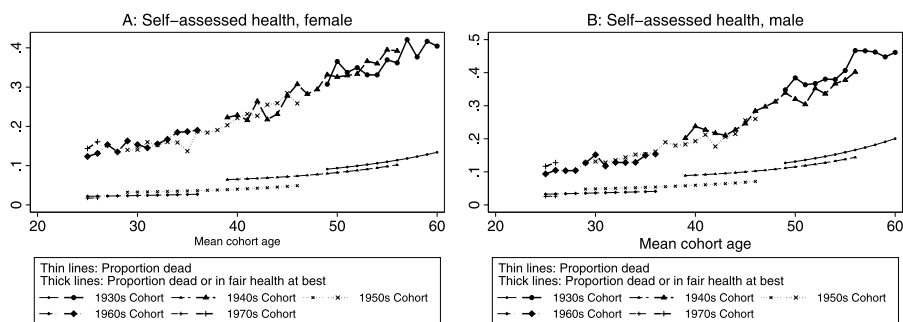 A: Self−assessed health, female
.4
.3
.2
.1
0
20 30 40 50 60
Mean cohort age
Thin lines: Proportion dead
Thick lines: Proportion dead or in fair health at best
1930s Cohort 1940s Cohort 1950s Cohort
1960s Cohort 1970s Cohort
B: Self−assessed health, male
.5
.4
.3
.2
.1
0
20 30 40 50 60
Mean cohort age
Thin lines: Proportion dead
Thick lines: Proportion dead or in fair health at best
1930s Cohort 1940s Cohort 1950s Cohort
1960s Cohort 1970s Cohort